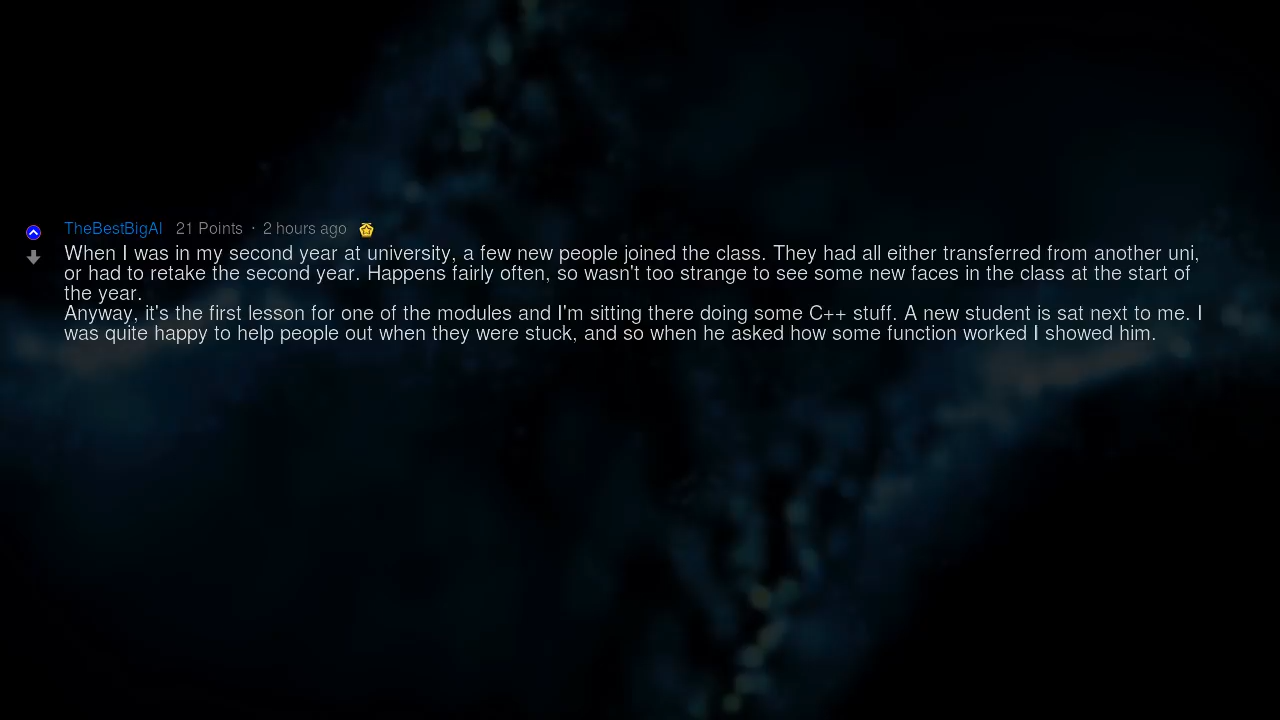 TheBestBigAl 21 Points · 2 hours ago
When I was in my second year at university, a few new people joined the class. They had all either transferred from another uni,
or had to retake the second year. Happens fairly often, so wasn't too strange to see some new faces in the class at the start of
the year.
Anyway, it's the first lesson for one of the modules and I'm sitting there doing some C++ stuff. A new student is sat next to me. I
was quite happy to help people out when they were stuck, and so when he asked how some function worked I showed him.